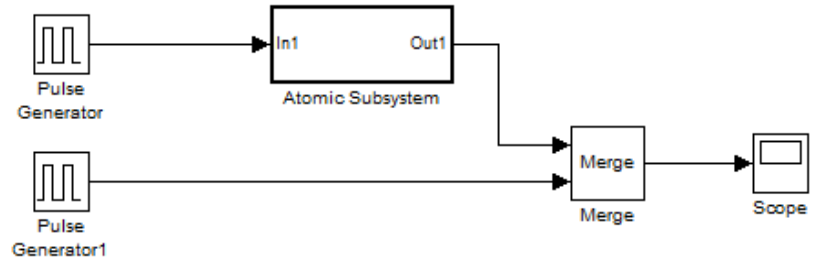 In1
Out1
Pulse
Generator
Atomic Subsystem
Merge
Pulse
Generator1
Merge
Scope